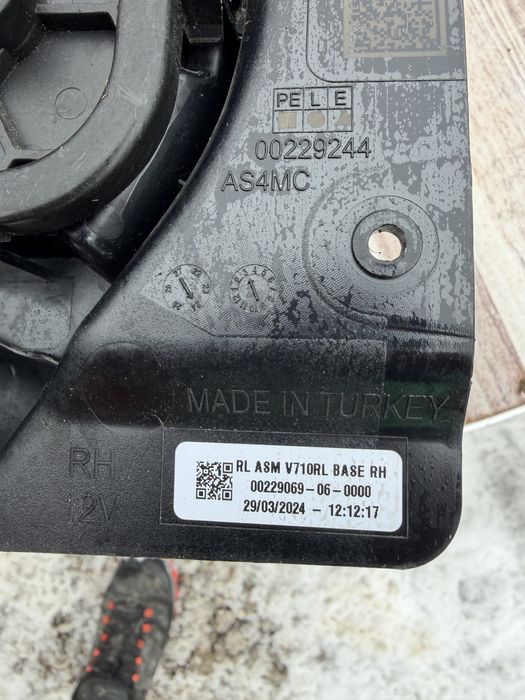 PE L E
00229244
AS4MC
MADE IN TURKEY
RH
12V
RL ASM V710RL BASE RH
00229069-06-0000
29/03/2024 - 12:12:17